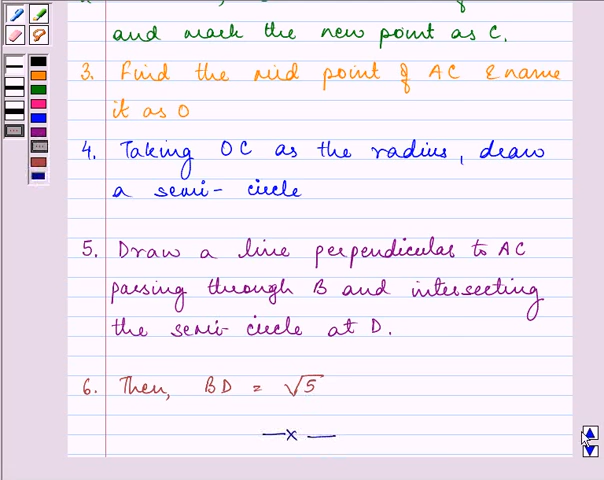 and mark the new point as C.
3. Find the mid point of AC & name
it as O
4. Taking OC as the radius, draw
a semi-circle
5. Draw a line perpendicular to AC
passing through B and intersecting
the semi-circle at D.
6. Then, BD = √5
—x—